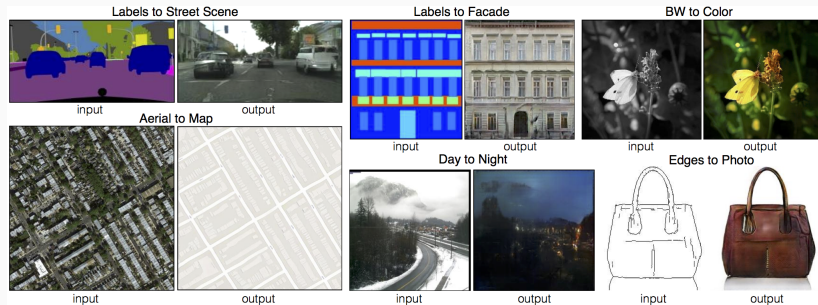 Labels to Street Scene
input
output
Aerial to Map
input
output
Labels to Facade
input
output
BW to Color
input
output
Day to Night
input
output
Edges to Photo
input
output